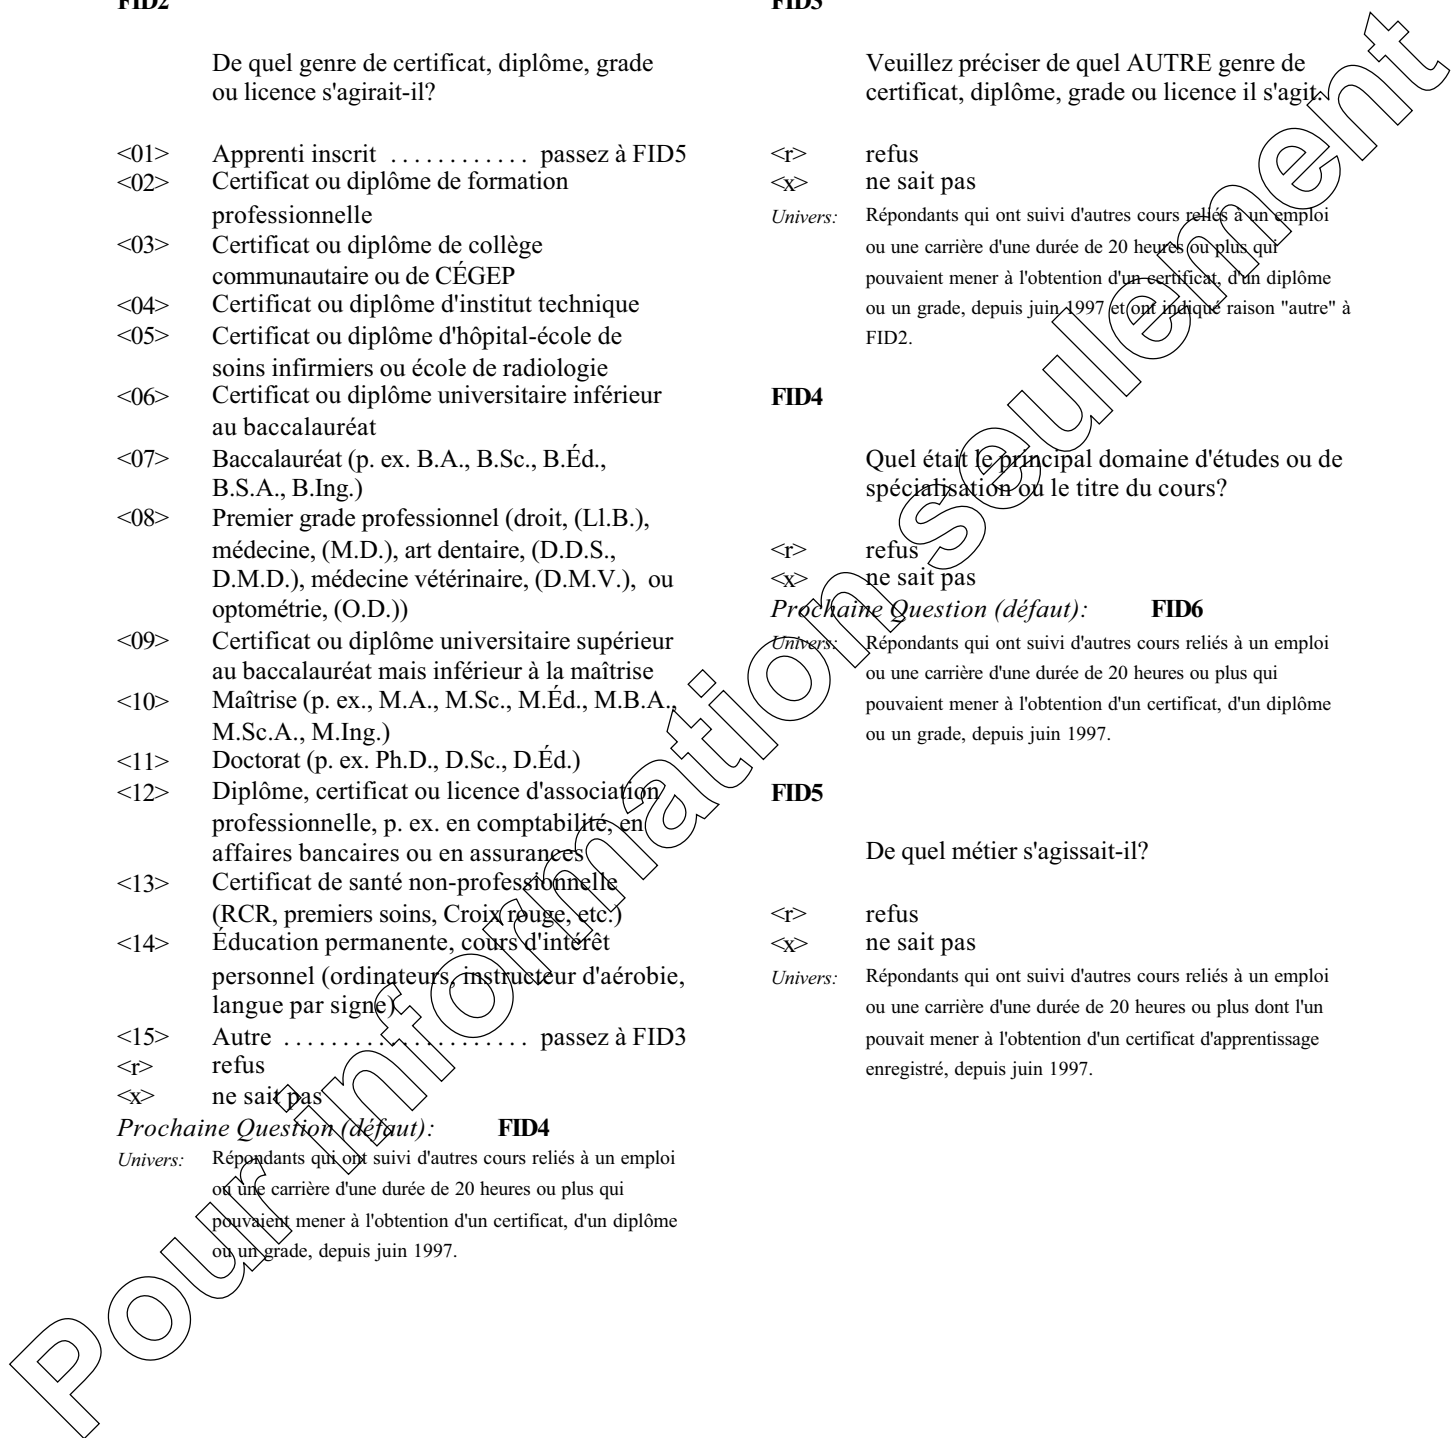 FID2
De quel genre de certificat, diplôme, grade
ou licence s'agirait-il?
<01> Apprenti inscrit . . . . . . . . . . . . passez à FID5
<02> Certificat ou diplôme de formation
professionnelle
<03> Certificat ou diplôme de collège
communautaire ou de CÉGEP
<04> Certificat ou diplôme d'institut technique
<05> Certificat ou diplôme d'hôpital-école de
soins infirmiers ou école de radiologie
<06> Certificat ou diplôme universitaire inférieur
au baccalauréat
<07> Baccalauréat (p. ex. B.A., B.Sc., B.Éd.,
B.S.A., B.Ing.)
<08> Premier grade professionnel (droit, (Ll.B.),
médecine, (M.D.), art dentaire, (D.D.S.,
D.M.D.), médecine vétérinaire, (D.M.V.), ou
optométrie, (O.D.))
<09> Certificat ou diplôme universitaire supérieur
au baccalauréat mais inférieur à la maîtrise
<10> Maîtrise (p. ex., M.A., M.Sc., M.Éd., M.B.A.,
M.Sc.A., M.Ing.)
<11> Doctorat (p. ex. Ph.D., D.Sc., D.Éd.)
<12> Diplôme, certificat ou licence d'association
professionnelle, p. ex. en comptabilité, en
affaires bancaires ou en assurances
<13> Certificat de santé non-professionnelle
(RCR, premiers soins, Croix rouge, etc.)
<14> Éducation permanente, cours d'intérêt
personnel (ordinateurs, instructeur d'aérobie,
langue par signe)
<15> Autre . . . . . . . . . . . . . . . . . . . . . passez à FID3
<r> refus
<x> ne sait pas
Prochaine Question (défaut): FID4
Univers: Répondants qui ont suivi d'autres cours reliés à un emploi
ou une carrière d'une durée de 20 heures ou plus qui
pouvaient mener à l'obtention d'un certificat, d'un diplôme
ou un grade, depuis juin 1997.
FID3
Veuillez préciser de quel AUTRE genre de
certificat, diplôme, grade ou licence il s'agit.
<r> refus
<x> ne sait pas
Univers: Répondants qui ont suivi d'autres cours reliés à un emploi
ou une carrière d'une durée de 20 heures ou plus qui
pouvaient mener à l'obtention d'un certificat, d'un diplôme
ou un grade, depuis juin 1997 et ont indiqué raison "autre" à
FID2.
FID4
Quel était le principal domaine d'études ou de
spécialisation ou le titre du cours?
<r> refus
<x> ne sait pas
Prochaine Question (défaut): FID6
Univers: Répondants qui ont suivi d'autres cours reliés à un emploi
ou une carrière d'une durée de 20 heures ou plus qui
pouvaient mener à l'obtention d'un certificat, d'un diplôme
ou un grade, depuis juin 1997.
FID5
De quel métier s'agissait-il?
<r> refus
<x> ne sait pas
Univers: Répondants qui ont suivi d'autres cours reliés à un emploi
ou une carrière d'une durée de 20 heures ou plus dont l'un
pouvait mener à l'obtention d'un certificat d'apprentissage
enregistré, depuis juin 1997.
Pour information seulement